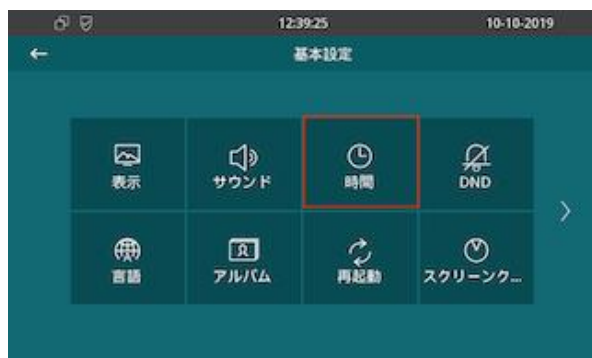 12:39:25
10-10-2019
基本設定
表示
サウンド
時間
DND
言語
アルバム
再起動
スクリーンク...